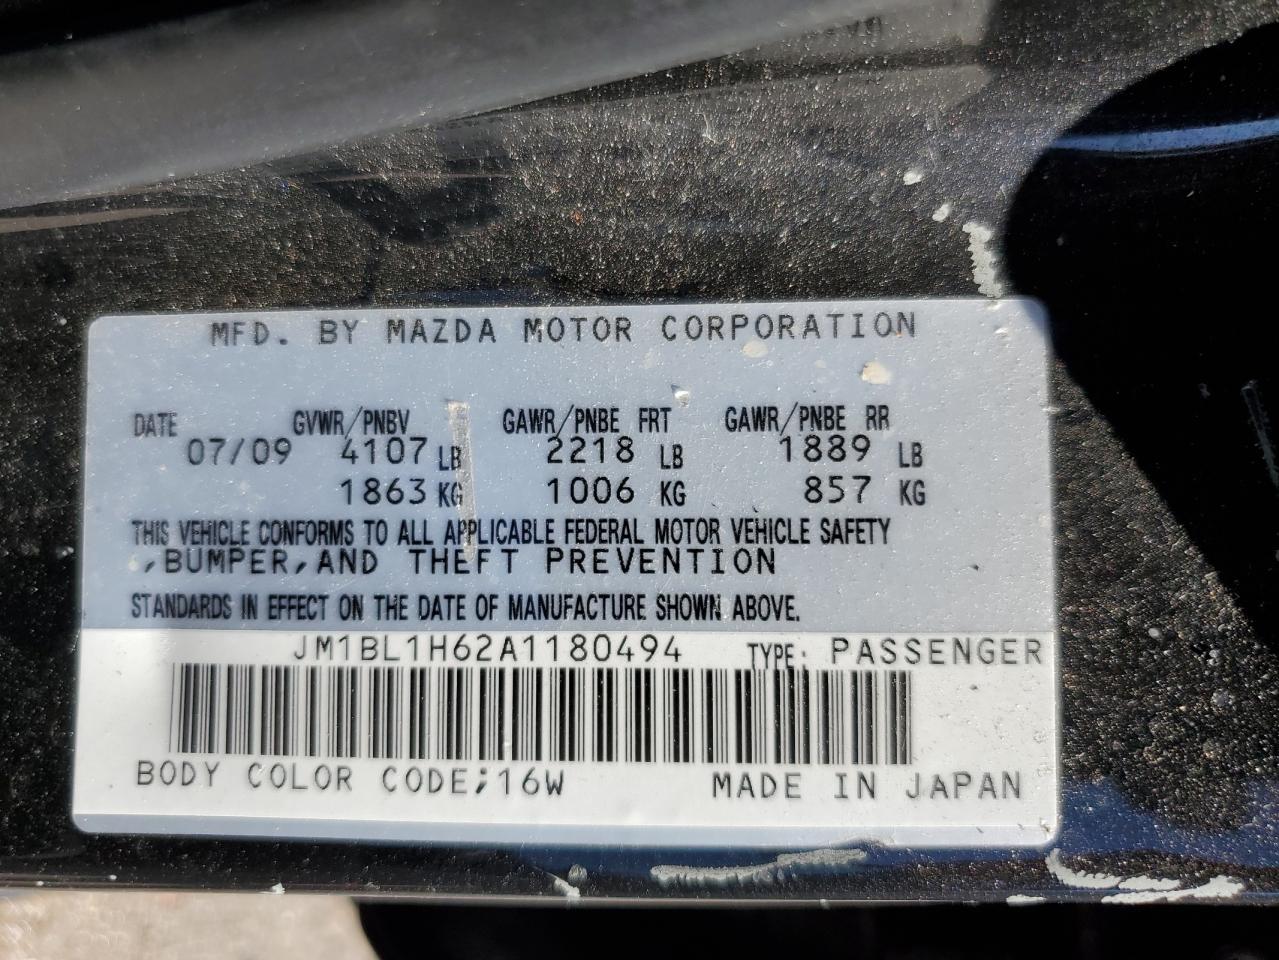 MFD. BY MAZDA MOTOR CORPORATION
DATE GVWR/PNBV GAWR/PNBE FRT GAWR/PNBE RR
07/09 4107 LB 2218 LB 1889 LB
1863 KG 1006 KG 857 KG
THIS VEHICLE CONFORMS TO ALL APPLICABLE FEDERAL MOTOR VEHICLE SAFETY
,BUMPER,AND THEFT PREVENTION
STANDARDS IN EFFECT ON THE DATE OF MANUFACTURE SHOWN ABOVE.
JM1BL1H62A1180494 TYPE: PASSENGER
BODY COLOR CODE;16W MADE IN JAPAN